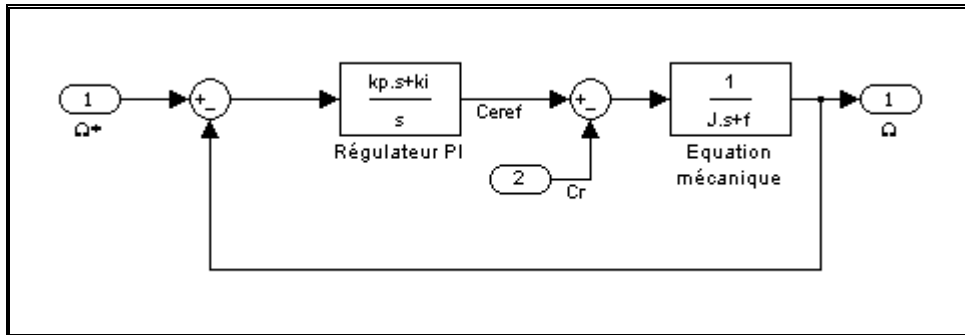 1
Ω*
+
−
kp.s+ki
s
Régulateur PI
Ceref
+
−
2
Cr
1
J.s+f
Equation
mécanique
1
Ω